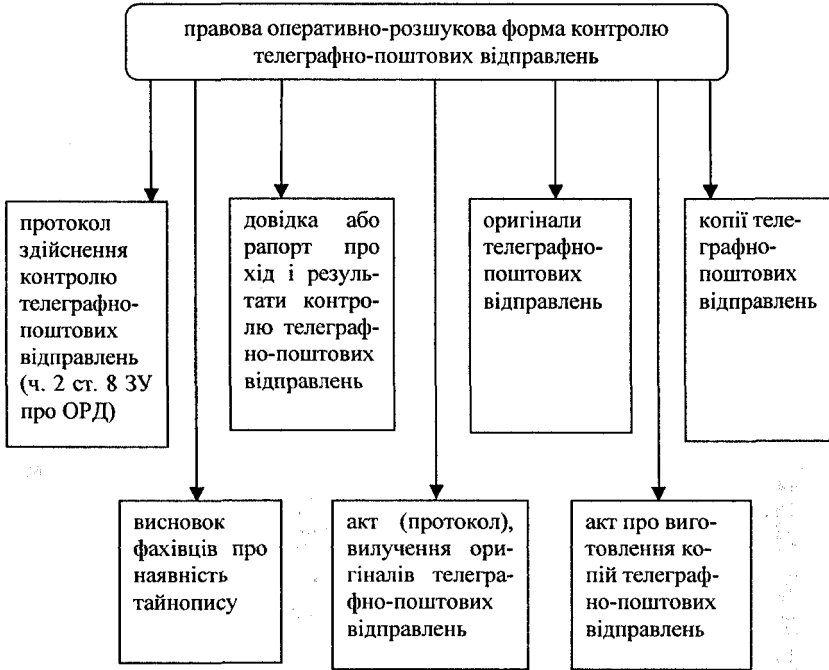 правова оперативно-розшукова форма контролю
телеграфно-поштових відправлень
протокол
здійснення
контролю
телеграфно-
поштових
відправлень
(ч. 2 ст. 8 ЗУ
про ОРД)
довідка або
рапорт про
хід і резуль-
тати контро-
лю телеграф-
но-поштових
відправлень
оригінали
телеграфно-
поштових
відправлень
копії теле-
графно-
поштових
відправлень
висновок
фахівців про
наявність
тайнопису
акт (протокол),
вилучення ори-
гіналів телегра-
фно-поштових
відправлень
акт про виго-
товлення ко-
пій телеграф-
но-поштових
відправлень